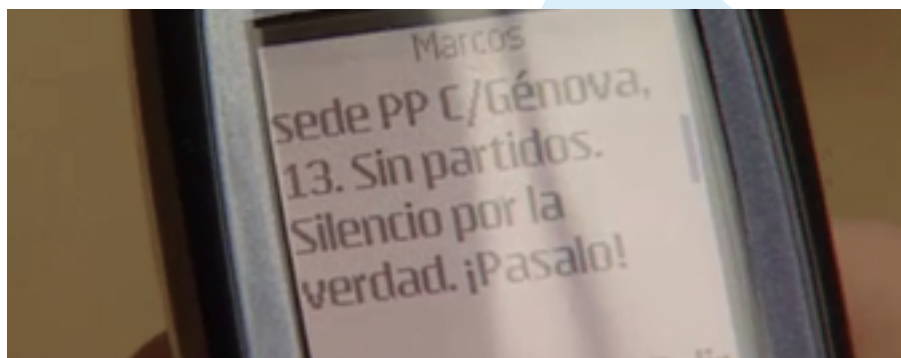 Marcos
sede PP C/Génova,
13. Sin partidos.
Silencio por la
verdad. ¡Pasalo!